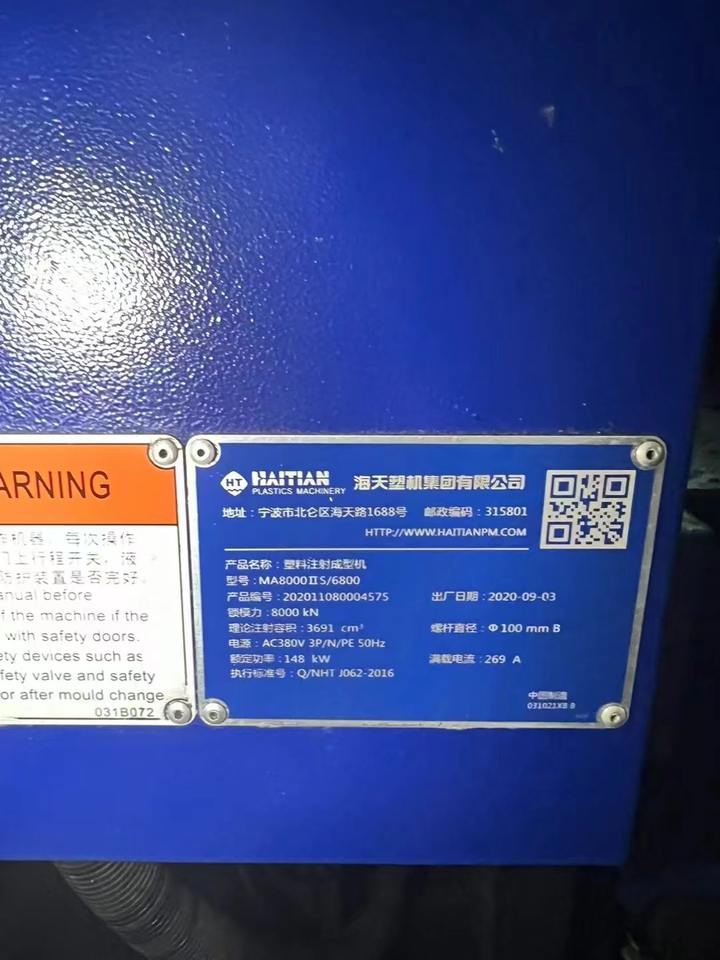 ARNING
作机器，每次操作
门上行程开关，液
防护装置是否完好。
anual before
f the machine if the
with safety doors.
ety devices such as
fety valve and safety
or after mould change
031B072
HT HAITIAN
PLASTICS MACHINERY
海天塑机集团有限公司
地址：宁波市北仑区海天路1688号 邮政编码：315801
HTTP://WWW.HAITIANPM.COM
产品名称：塑料注射成型机
型号：MA8000ⅡS/6800
产品编号：202011080004575 出厂日期：2020-09-03
锁模力：8000 kN
理论注射容积：3691 cm³ 螺杆直径：Φ100 mm B
电源：AC380V 3P/N/PE 50Hz
额定功率：148 kW 满载电流：269 A
执行标准号：Q/NHT J062-2016
中国制造
031021XB B